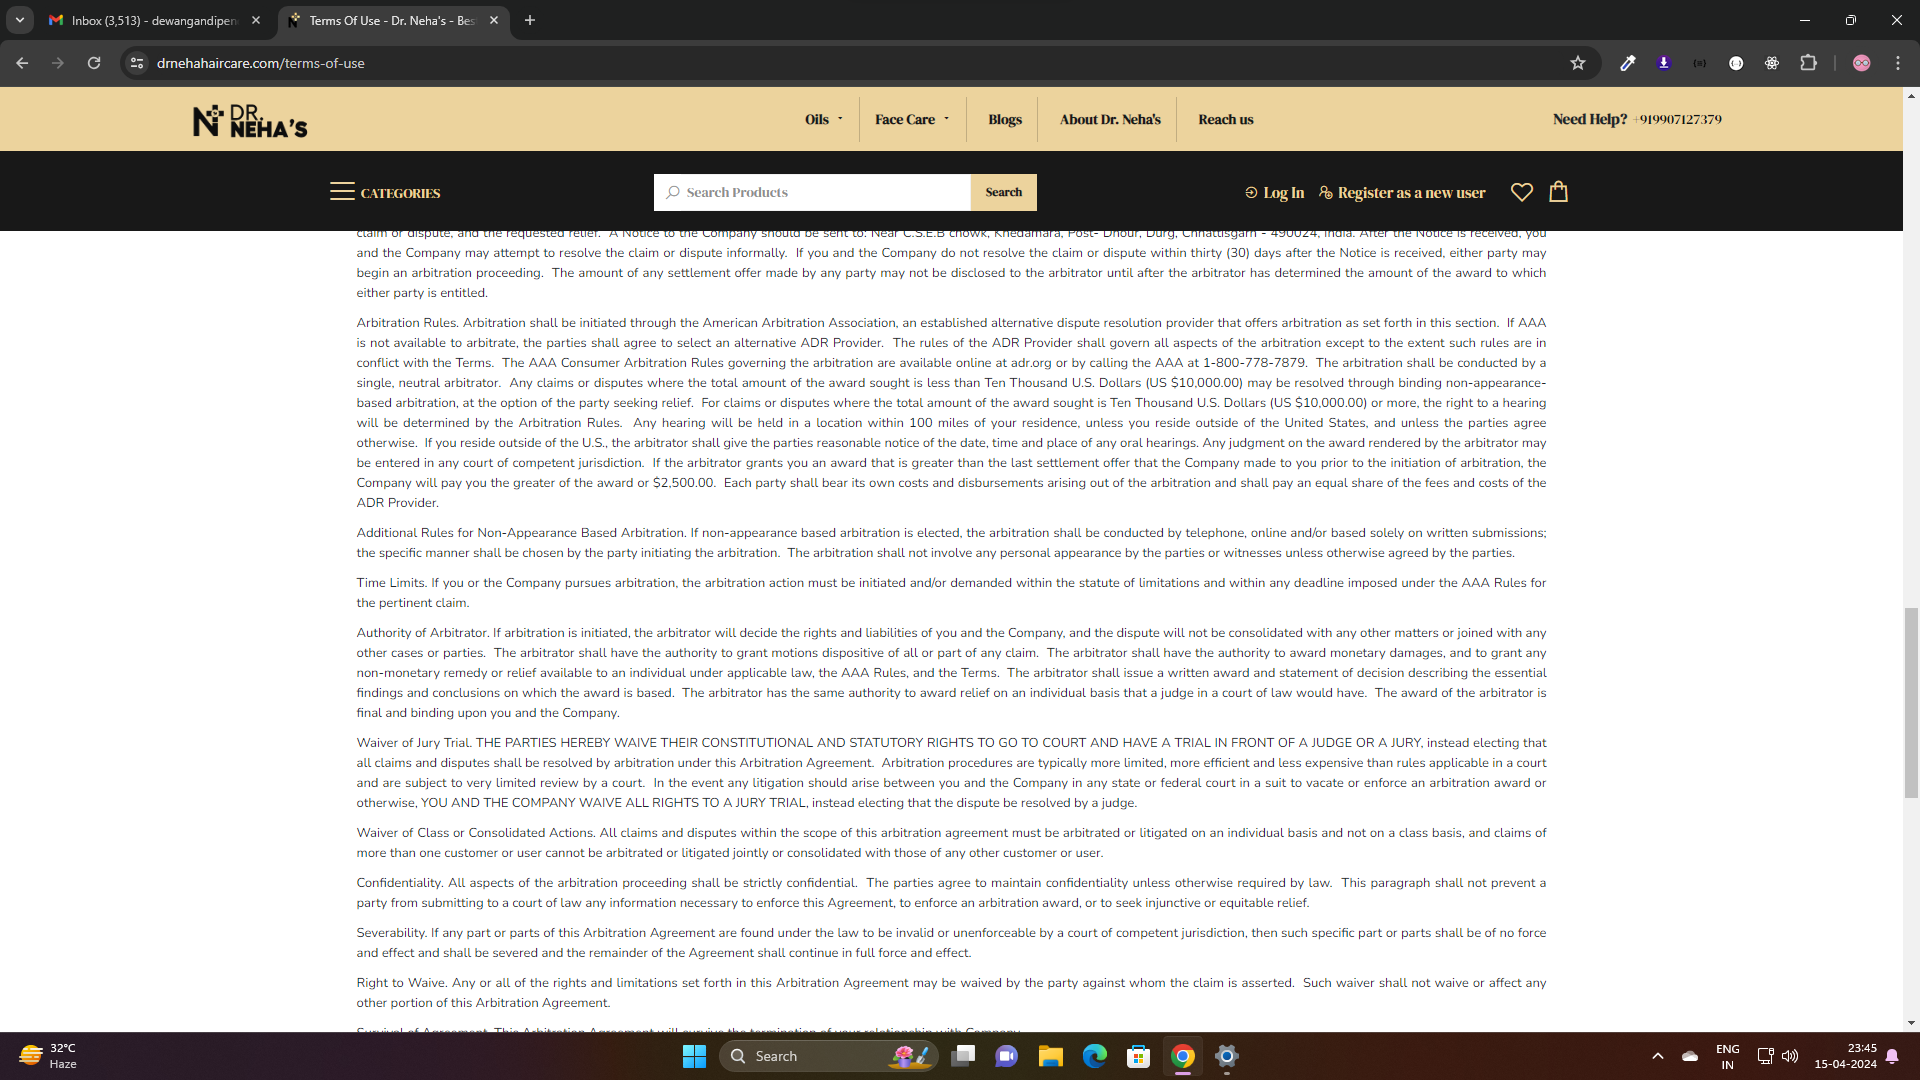 Inbox (3,513) - dewangandipen
Terms Of Use - Dr. Neha's - Bes
drnehahaircare.com/terms-of-use
DR.
NEHA'S
Oils
Face Care
Blogs
About Dr. Neha's
Reach us
Need Help? +919907127379
CATEGORIES
Search Products
Search
Log In
Register as a new user
claim or dispute, and the requested relief. A Notice to the Company should be sent to: Near C.S.E.B chowk, Khedamara, Post- Dhour, Durg, Chhattisgarh - 490024, India. After the Notice is received, you
and the Company may attempt to resolve the claim or dispute informally. If you and the Company do not resolve the claim or dispute within thirty (30) days after the Notice is received, either party may
begin an arbitration proceeding. The amount of any settlement offer made by any party may not be disclosed to the arbitrator until after the arbitrator has determined the amount of the award to which
either party is entitled.
Arbitration Rules. Arbitration shall be initiated through the American Arbitration Association, an established alternative dispute resolution provider that offers arbitration as set forth in this section. If AAA
is not available to arbitrate, the parties shall agree to select an alternative ADR Provider. The rules of the ADR Provider shall govern all aspects of the arbitration except to the extent such rules are in
conflict with the Terms. The AAA Consumer Arbitration Rules governing the arbitration are available online at adr.org or by calling the AAA at 1-800-778-7879. The arbitration shall be conducted by a
single, neutral arbitrator. Any claims or disputes where the total amount of the award sought is less than Ten Thousand U.S. Dollars (US $10,000.00) may be resolved through binding non-appearance-
based arbitration, at the option of the party seeking relief. For claims or disputes where the total amount of the award sought is Ten Thousand U.S. Dollars (US $10,000.00) or more, the right to a hearing
will be determined by the Arbitration Rules. Any hearing will be held in a location within 100 miles of your residence, unless you reside outside of the United States, and unless the parties agree
otherwise. If you reside outside of the U.S., the arbitrator shall give the parties reasonable notice of the date, time and place of any oral hearings. Any judgment on the award rendered by the arbitrator may
be entered in any court of competent jurisdiction. If the arbitrator grants you an award that is greater than the last settlement offer that the Company made to you prior to the initiation of arbitration, the
Company will pay you the greater of the award or $2,500.00. Each party shall bear its own costs and disbursements arising out of the arbitration and shall pay an equal share of the fees and costs of the
ADR Provider.
Additional Rules for Non-Appearance Based Arbitration. If non-appearance based arbitration is elected, the arbitration shall be conducted by telephone, online and/or based solely on written submissions;
the specific manner shall be chosen by the party initiating the arbitration. The arbitration shall not involve any personal appearance by the parties or witnesses unless otherwise agreed by the parties.
Time Limits. If you or the Company pursues arbitration, the arbitration action must be initiated and/or demanded within the statute of limitations and within any deadline imposed under the AAA Rules for
the pertinent claim.
Authority of Arbitrator. If arbitration is initiated, the arbitrator will decide the rights and liabilities of you and the Company, and the dispute will not be consolidated with any other matters or joined with any
other cases or parties. The arbitrator shall have the authority to grant motions dispositive of all or part of any claim. The arbitrator shall have the authority to award monetary damages, and to grant any
non-monetary remedy or relief available to an individual under applicable law, the AAA Rules, and the Terms. The arbitrator shall issue a written award and statement of decision describing the essential
findings and conclusions on which the award is based. The arbitrator has the same authority to award relief on an individual basis that a judge in a court of law would have. The award of the arbitrator is
final and binding upon you and the Company.
Waiver of Jury Trial. THE PARTIES HEREBY WAIVE THEIR CONSTITUTIONAL AND STATUTORY RIGHTS TO GO TO COURT AND HAVE A TRIAL IN FRONT OF A JUDGE OR A JURY, instead electing that
all claims and disputes shall be resolved by arbitration under this Arbitration Agreement. Arbitration procedures are typically more limited, more efficient and less expensive than rules applicable in a court
and are subject to very limited review by a court. In the event any litigation should arise between you and the Company in any state or federal court in a suit to vacate or enforce an arbitration award or
otherwise, YOU AND THE COMPANY WAIVE ALL RIGHTS TO A JURY TRIAL, instead electing that the dispute be resolved by a judge.
Waiver of Class or Consolidated Actions. All claims and disputes within the scope of this arbitration agreement must be arbitrated or litigated on an individual basis and not on a class basis, and claims of
more than one customer or user cannot be arbitrated or litigated jointly or consolidated with those of any other customer or user.
Confidentiality. All aspects of the arbitration proceeding shall be strictly confidential. The parties agree to maintain confidentiality unless otherwise required by law. This paragraph shall not prevent a
party from submitting to a court of law any information necessary to enforce this Agreement, to enforce an arbitration award, or to seek injunctive or equitable relief.
Severability. If any part or parts of this Arbitration Agreement are found under the law to be invalid or unenforceable by a court of competent jurisdiction, then such specific part or parts shall be of no force
and effect and shall be severed and the remainder of the Agreement shall continue in full force and effect.
Right to Waive. Any or all of the rights and limitations set forth in this Arbitration Agreement may be waived by the party against whom the claim is asserted. Such waiver shall not waive or affect any
other portion of this Arbitration Agreement.
Survival of Agreement. This Arbitration Agreement will survive the termination of your relationship with Company.
32°C
Haze
Search
ENG
IN
23:45
15-04-2024